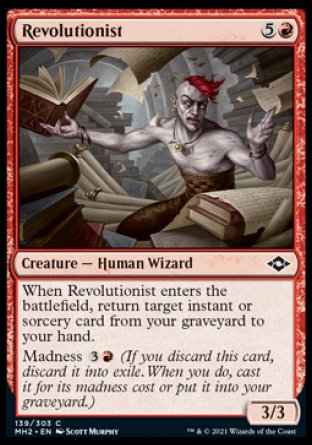 Revolutionist 5
Creature — Human Wizard
When Revolutionist enters the
battlefield, return target instant or
sorcery card from your graveyard to
your hand.
Madness 3 (If you discard this card,
discard it into exile. When you do, cast
it for its madness cost or put it into your
graveyard.)
3/3
139/303 C
MH2 • EN Scott Murphy ™ & © 2021 Wizards of the Coast